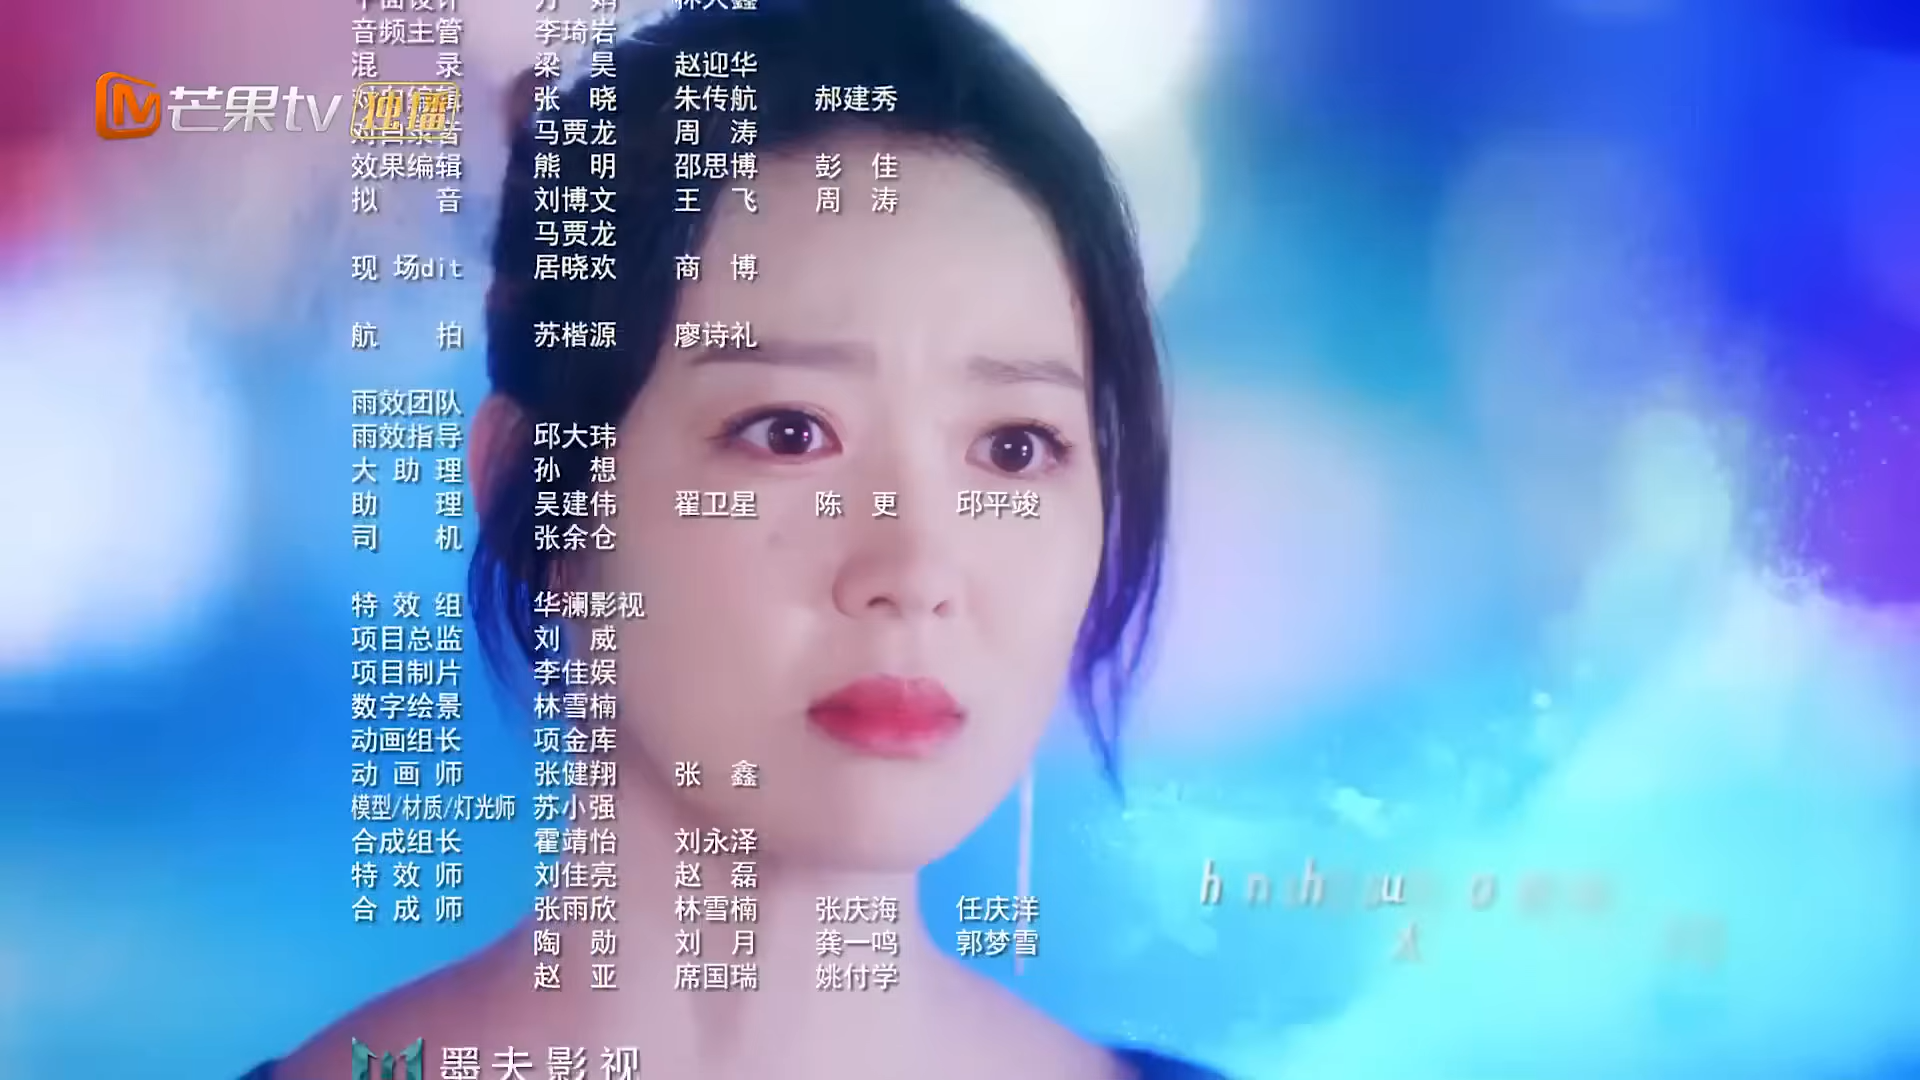 音频主管 李琦岩
混 录 梁 昊 赵迎华
芒果tv 独播
张 晓 朱传航 郝建秀
对白录音 马贾龙 周 涛
效果编辑 熊 明 邵思博 彭 佳
拟 音 刘博文 王 飞 周 涛
马贾龙
现 场dit 居晓欢 商 博
航 拍 苏楷源 廖诗礼
雨效团队
雨效指导 邱大玮
大 助 理 孙 想
助 理 吴建伟 翟卫星 陈 更 邱平竣
司 机 张余仓
特 效 组 华澜影视
项目总监 刘 威
项目制片 李佳娱
数字绘景 林雪楠
动画组长 项金库
动 画 师 张健翔 张 鑫
模型/材质/灯光师 苏小强
合成组长 霍靖怡 刘永泽
特 效 师 刘佳亮 赵 磊
合 成 师 张雨欣 林雪楠 张庆海 任庆洋
陶 勋 刘 月 龚一鸣 郭梦雪
赵 亚 席国瑞 姚付学
墨夫影视